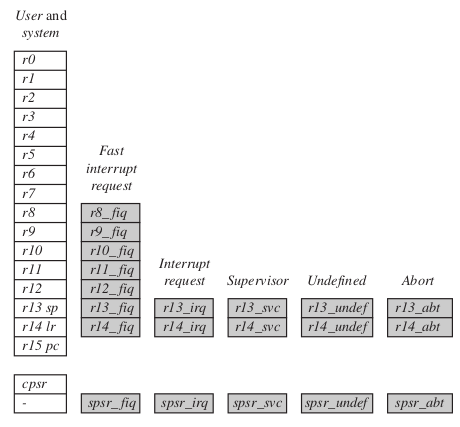 User and
system
r0
r1
r2
r3
r4
r5
r6
r7
r8
r9
r10
r11
r12
r13 sp
r14 lr
r15 pc
cpsr
-
Fast
interrupt
request
r8_fiq
r9_fiq
r10_fiq
r11_fiq
r12_fiq
r13_fiq
r14_fiq
spsr_fiq
Interrupt
request
r13_irq
r14_irq
spsr_irq
Supervisor
r13_svc
r14_svc
spsr_svc
Undefined
r13_undef
r14_undef
spsr_undef
Abort
r13_abt
r14_abt
spsr_abt